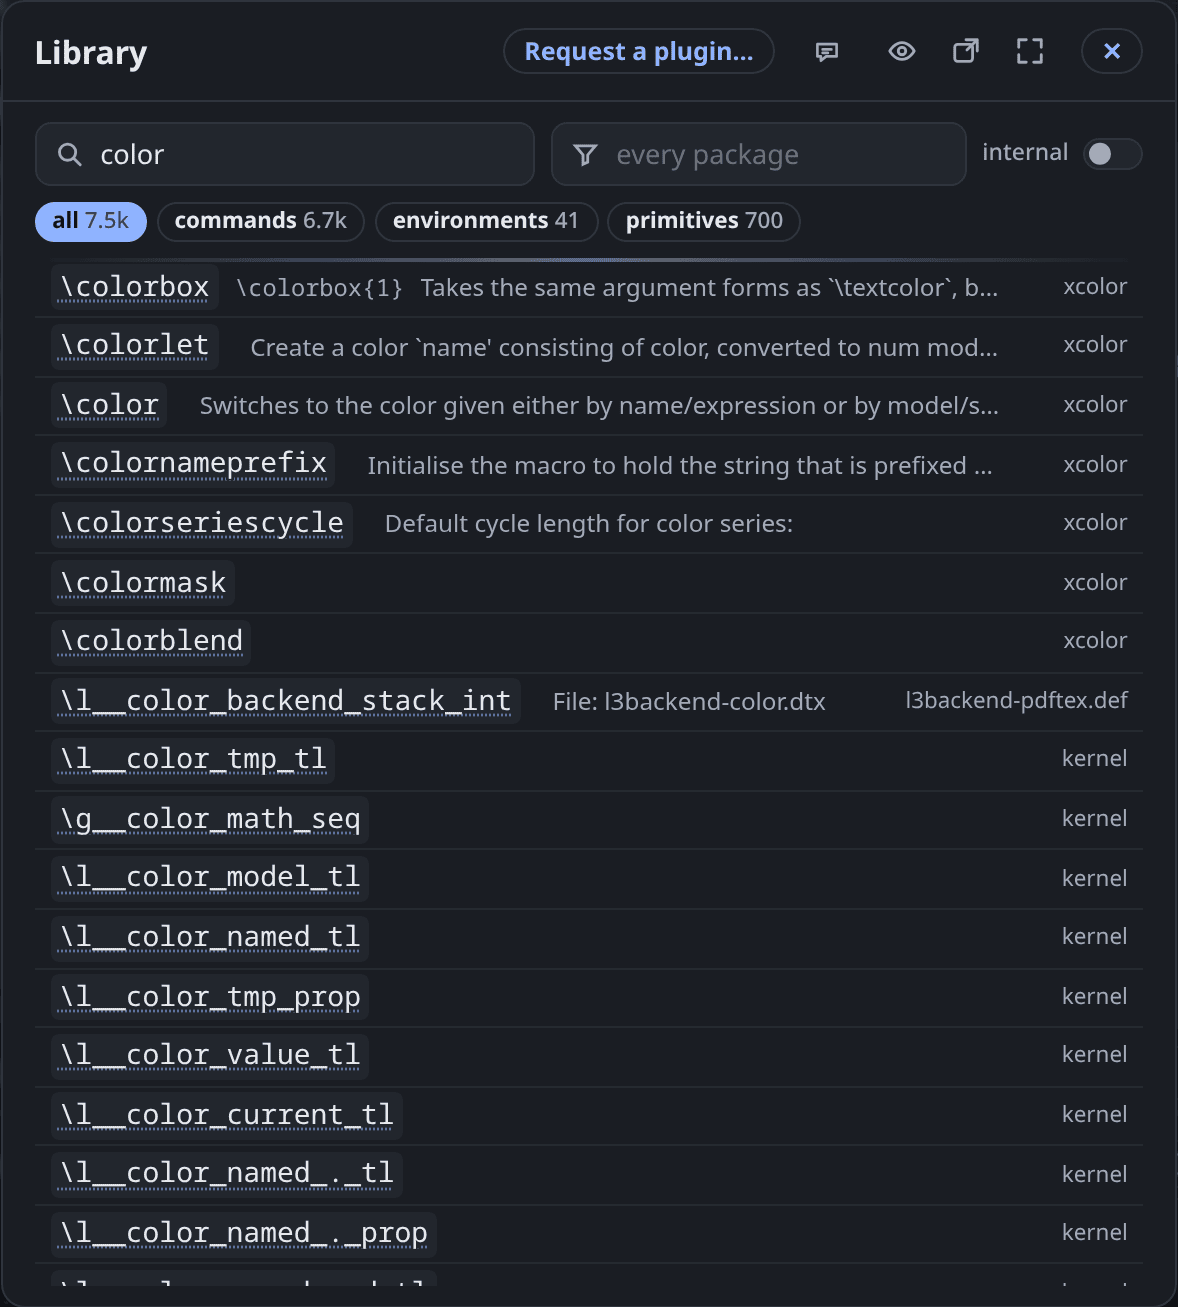 Library
Request a plugin...
color
every package
internal
all 7.5k
commands 6.7k
environments 41
primitives 700
\colorbox \colorbox{1} Takes the same argument forms as `\textcolor`, b... xcolor
\colorlet Create a color `name' consisting of color, converted to num mod... xcolor
\color Switches to the color given either by name/expression or by model/s... xcolor
\colornameprefix Initialise the macro to hold the string that is prefixed ... xcolor
\colorseriescycle Default cycle length for color series: xcolor
\colormask xcolor
\colorblend xcolor
\l__color_backend_stack_int File: l3backend-color.dtx l3backend-pdftex.def
\l__color_tmp_tl kernel
\g__color_math_seq kernel
\l__color_model_tl kernel
\l__color_named_tl kernel
\l__color_tmp_prop kernel
\l__color_value_tl kernel
\l__color_current_tl kernel
\l__color_named_._tl kernel
\l__color_named_._prop kernel